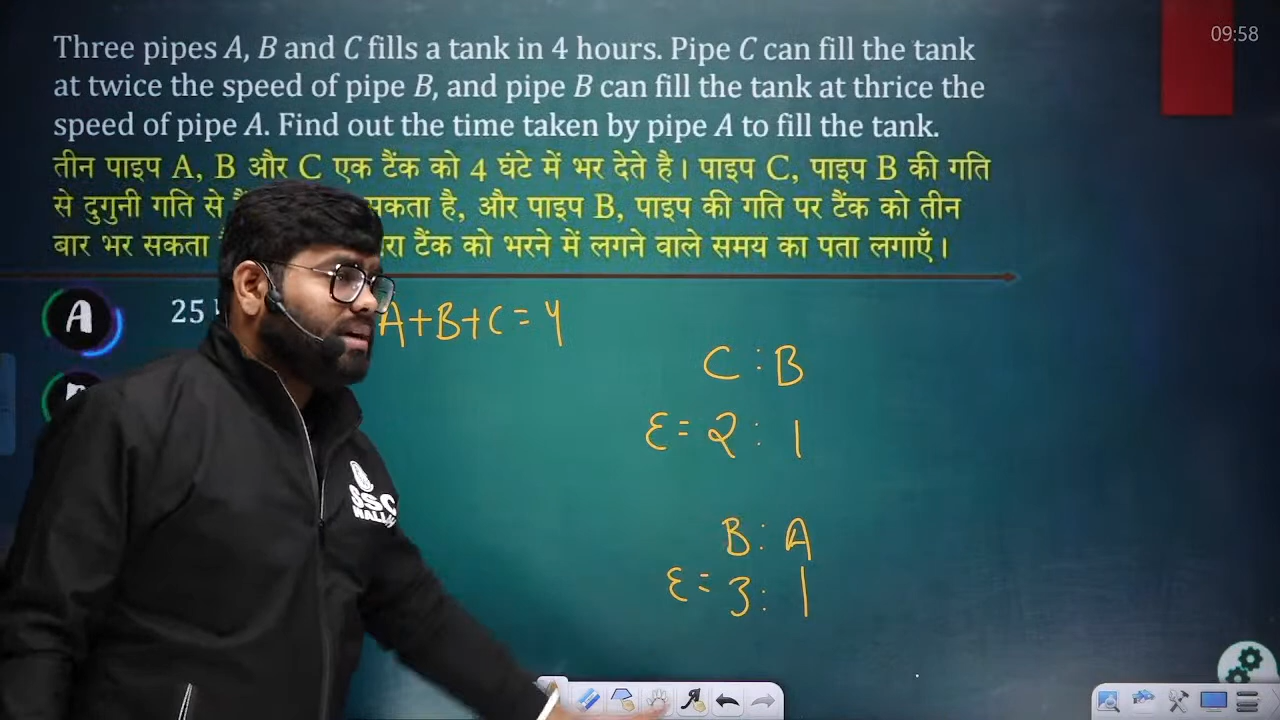 09:58
Three pipes A, B and C fills a tank in 4 hours. Pipe C can fill the tank
at twice the speed of pipe B, and pipe B can fill the tank at thrice the
speed of pipe A. Find out the time taken by pipe A to fill the tank.
तीन पाइप A, B और C एक टैंक को 4 घंटे में भर देते है। पाइप C, पाइप B की गति
से दुगुनी गति से सकता है, और पाइप B, पाइप की गति पर टैंक को तीन
बार भर सकता टैंक को भरने में लगने वाले समय का पता लगाएँ।
A 25
A+B+C = 4
C : B
ε = 2 : 1
B : A
ε = 3 : 1
SSC